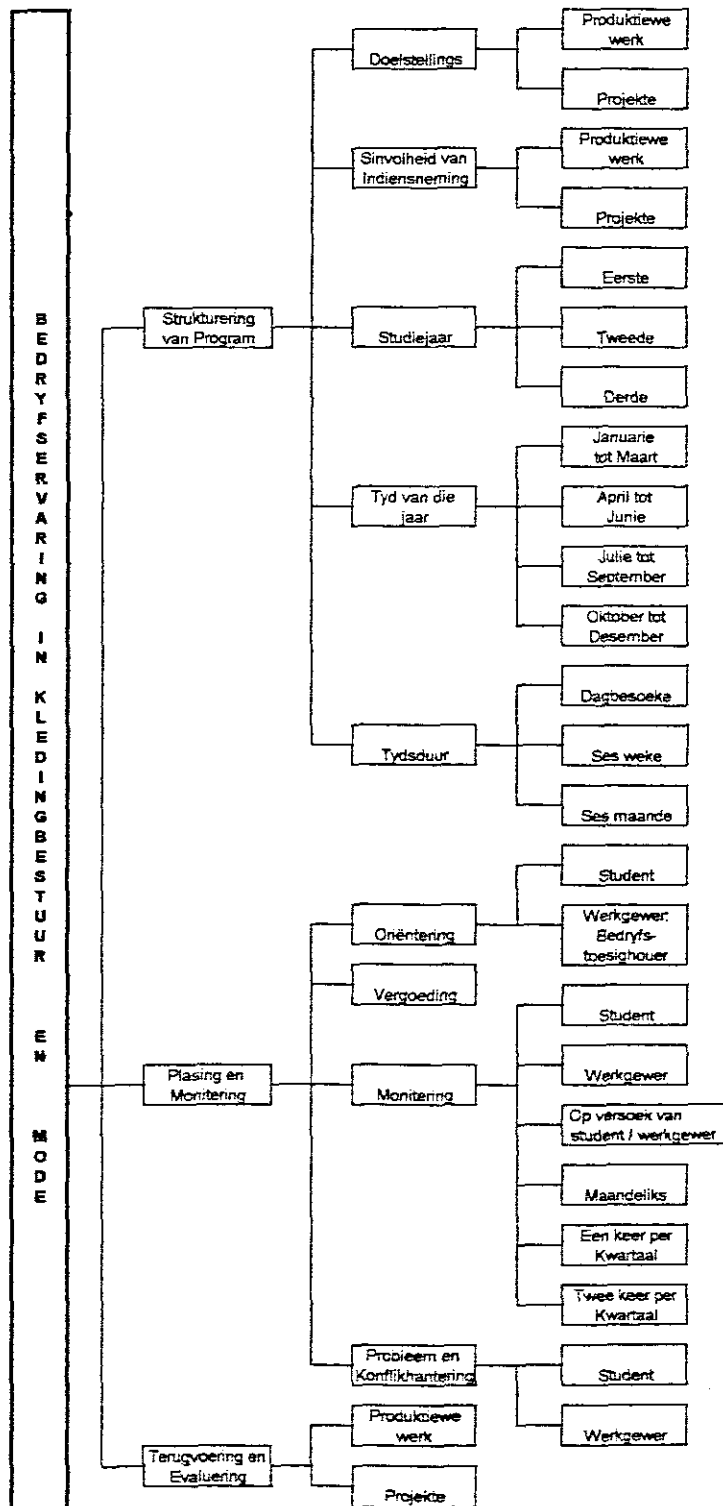 BEDRYFSERVARING IN KLEDINGBESTUUR EN MODE
Strukturering
van Program
Doelstellings
Produktiewe
werk
Projekte
Sinvolheid van
Indiensneming
Produktiewe
werk
Projekte
Studiejaar
Eerste
Tweede
Derde
Tyd van die
jaar
Januarie
tot Maart
April tot
Junie
Julie tot
September
Oktober tot
Desember
Tydsduur
Dagbesoeke
Ses weke
Ses maande
Plasing en
Monitering
Oriëntering
Student
Werkgewer:
Bedryfs-
toesighouer
Vergoeding
Monitering
Student
Werkgewer
Op versoek van
student / werkgewer
Maandeliks
Een keer per
Kwartaal
Twee keer per
Kwartaal
Probleem en
Konflikhantering
Student
Werkgewer
Terugvoering en
Evaluering
Produktiewe
werk
Projekte